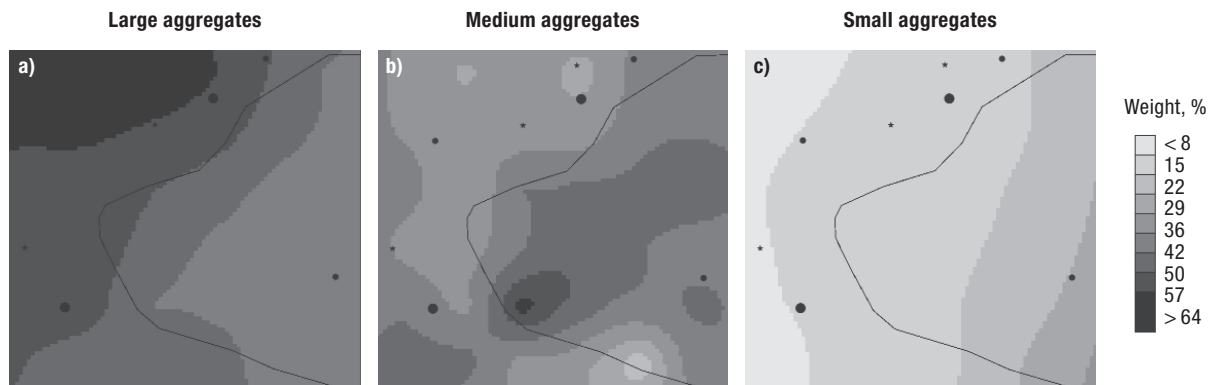 Large aggregates
Medium aggregates
Small aggregates
a)
b)
c)
Weight, %
< 8
15
22
29
36
42
50
57
> 64